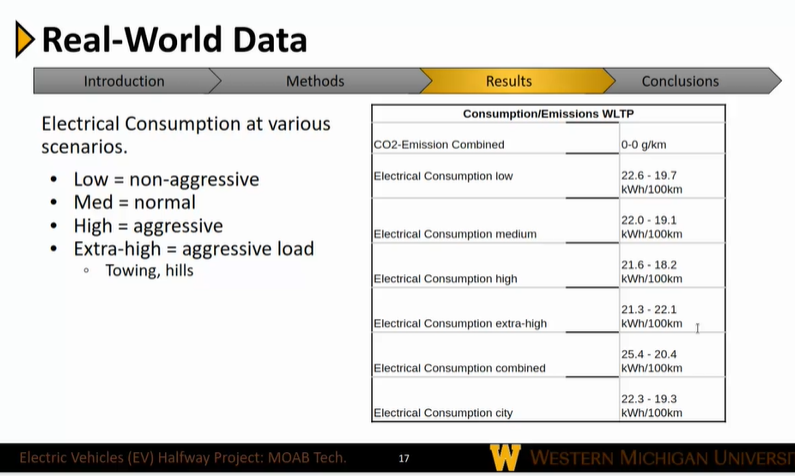 Real-World Data
Introduction
Methods
Results
Conclusions
Electrical Consumption at various
scenarios.
• Low = non-aggressive
• Med = normal
• High = aggressive
• Extra-high = aggressive load
◦ Towing, hills
Consumption/Emissions WLTP
CO2-Emission Combined 0-0 g/km
Electrical Consumption low 22.6 - 19.7
kWh/100km
Electrical Consumption medium 22.0 - 19.1
kWh/100km
Electrical Consumption high 21.6 - 18.2
kWh/100km
Electrical Consumption extra-high 21.3 - 22.1
kWh/100km
Electrical Consumption combined 25.4 - 20.4
kWh/100km
Electrical Consumption city 22.3 - 19.3
kWh/100km
Electric Vehicles (EV) Halfway Project: MOAB Tech.
17
W WESTERN MICHIGAN UNIVERSI